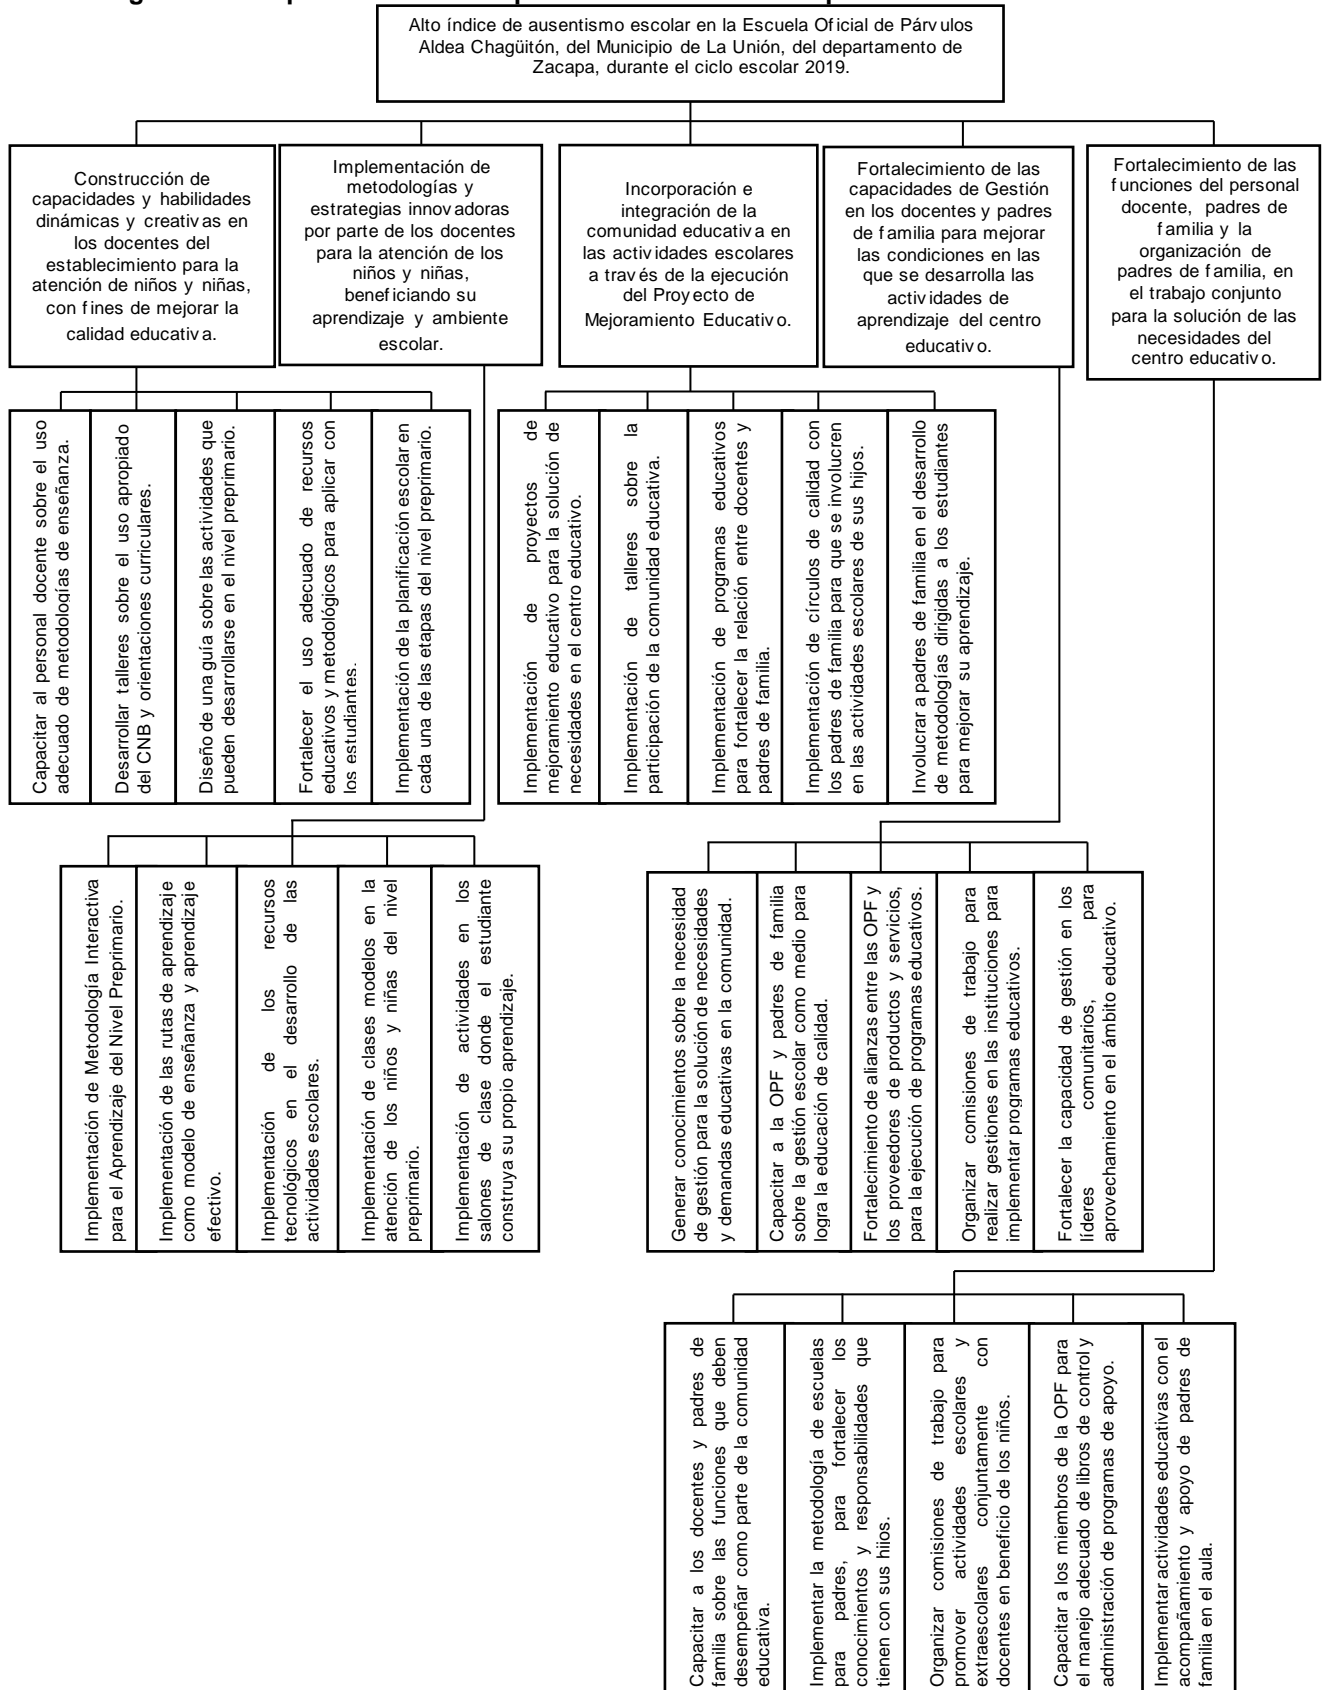 Alto índice de ausentismo escolar en la Escuela Oficial de Párvulos
Aldea Chagüitón, del Municipio de La Unión, del departamento de
Zacapa, durante el ciclo escolar 2019.
Construcción de
capacidades y habilidades
dinámicas y creativas en
los docentes del
establecimiento para la
atención de niños y niñas,
con fines de mejorar la
calidad educativa.
Implementación de
metodologías y
estrategias innovadoras
por parte de los docentes
para la atención de los
niños y niñas,
beneficiando su
aprendizaje y ambiente
escolar.
Incorporación e
integración de la
comunidad educativa en
las actividades escolares
a través de la ejecución
del Proyecto de
Mejoramiento Educativo.
Fortalecimiento de las
capacidades de Gestión
en los docentes y padres
de familia para mejorar
las condiciones en las
que se desarrolla las
actividades de
aprendizaje del centro
educativo.
Fortalecimiento de las
funciones del personal
docente, padres de
familia y la
organización de
padres de familia, en
el trabajo conjunto
para la solución de las
necesidades del
centro educativo.
Capacitar al personal docente sobre el uso
adecuado de metodologías de enseñanza.
Desarrollar talleres sobre el uso apropiado
del CNB y orientaciones curriculares.
Diseño de una guía sobre las actividades que
pueden desarrollarse en el nivel preprimario.
Fortalecer el uso adecuado de recursos
educativos y metodológicos para aplicar con
los estudiantes.
Implementación de la planificación escolar en
cada una de las etapas del nivel preprimario.
Implementación de proyectos de
mejoramiento educativo para la solución de
necesidades en el centro educativo.
Implementación de talleres sobre la
participación de la comunidad educativa.
Implementación de programas educativos
para fortalecer la relación entre docentes y
padres de familia.
Implementación de círculos de calidad con
los padres de familia para que se involucren
en las actividades escolares de sus hijos.
Involucrar a padres de familia en el desarrollo
de metodologías dirigidas a los estudiantes
para mejorar su aprendizaje.
Implementación de Metodología Interactiva
para el Aprendizaje del Nivel Preprimario.
Implementación de las rutas de aprendizaje
como modelo de enseñanza y aprendizaje
efectivo.
Implementación de los recursos
tecnológicos en el desarrollo de las
actividades escolares.
Implementación de clases modelos en la
atención de los niños y niñas del nivel
preprimario.
Implementación de actividades en los
salones de clase donde el estudiante
construya su propio aprendizaje.
Generar conocimientos sobre la necesidad
de gestión para la solución de necesidades
y demandas educativas en la comunidad.
Capacitar a la OPF y padres de familia
sobre la gestión escolar como medio para
logra la educación de calidad.
Fortalecimiento de alianzas entre las OPF y
los proveedores de productos y servicios,
para la ejecución de programas educativos.
Organizar comisiones de trabajo para
realizar gestiones en las instituciones para
implementar programas educativos.
Fortalecer la capacidad de gestión en los
líderes comunitarios, para
aprovechamiento en el ámbito educativo.
Capacitar a los docentes y padres de
familia sobre las funciones que deben
desempeñar como parte de la comunidad
educativa.
Implementar la metodología de escuelas
para padres, para fortalecer los
conocimientos y responsabilidades que
tienen con sus hijos.
Organizar comisiones de trabajo para
promover actividades escolares y
extraescolares conjuntamente con
docentes en beneficio de los niños.
Capacitar a los miembros de la OPF para
el manejo adecuado de libros de control y
administración de programas de apoyo.
Implementar actividades educativas con el
acompañamiento y apoyo de padres de
familia en el aula.